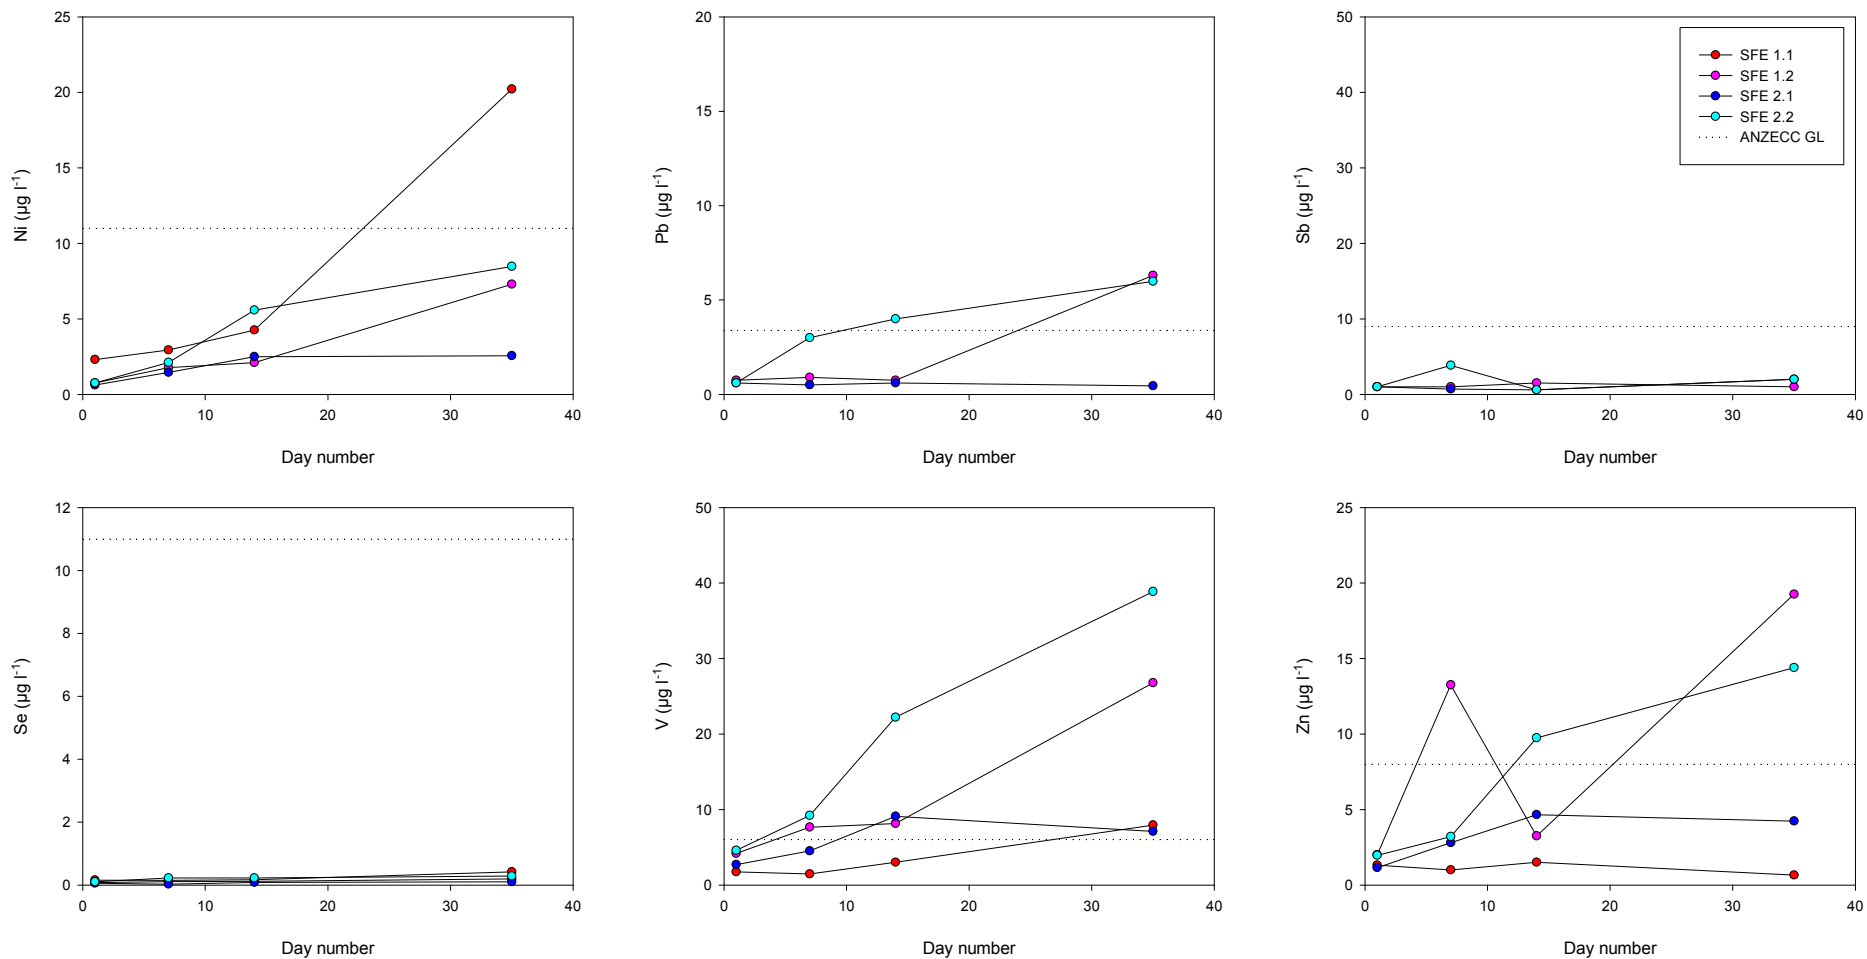 25
20
15
10
5
0
Ni (µg l-1)
0 10 20 30 40
Day number
20
15
10
5
0
Pb (µg l-1)
0 10 20 30 40
Day number
50
40
30
20
10
0
Sb (µg l-1)
0 10 20 30 40
Day number
SFE 1.1
SFE 1.2
SFE 2.1
SFE 2.2
ANZECC GL
12
10
8
6
4
2
0
Se (µg l-1)
0 10 20 30 40
Day number
50
40
30
20
10
0
V (µg l-1)
0 10 20 30 40
Day number
25
20
15
10
5
0
Zn (µg l-1)
0 10 20 30 40
Day number